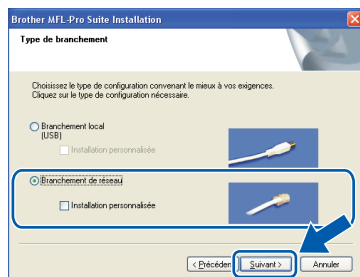 Brother MFL-Pro Suite Installation
Type de branchement
Choisissez le type de configuration convenant le mieux à vos exigences.
Cliquez sur le type de configuration nécessaire.
Branchement local
(USB)
Installation personnalisée
Branchement de réseau
Installation personnalisée
< Précéden
Suivant >
Annuler